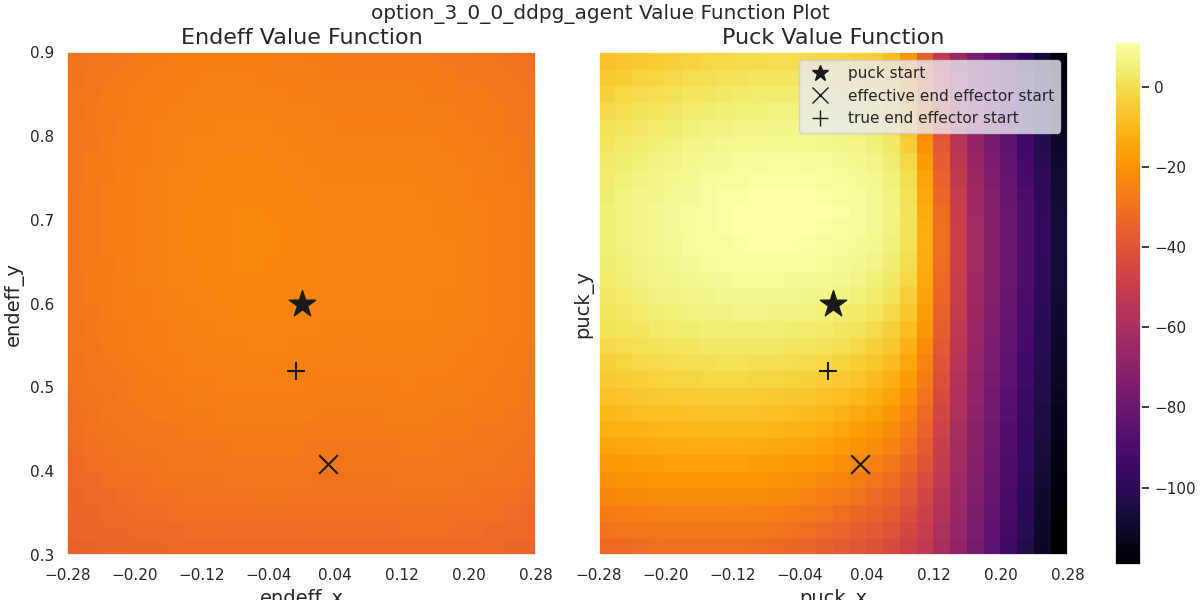 option_3_0_0_ddpg_agent Value Function Plot
Endeff Value Function
Puck Value Function
0.9
0.8
0.7
0.6
0.5
0.4
0.3
endeff_y
−0.28 −0.20 −0.12 −0.04 0.04 0.12 0.20 0.28
endeff_x
puck_y
puck start
effective end effector start
true end effector start
−0.28 −0.20 −0.12 −0.04 0.04 0.12 0.20 0.28
puck_x
0
−20
−40
−60
−80
−100